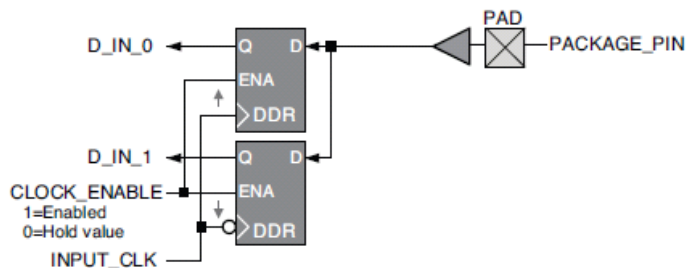 PAD
D_IN_0
Q
D
PACKAGE_PIN
ENA
DDR
D_IN_1
Q
D
CLOCK_ENABLE
ENA
1=Enabled
0=Hold value
DDR
INPUT_CLK